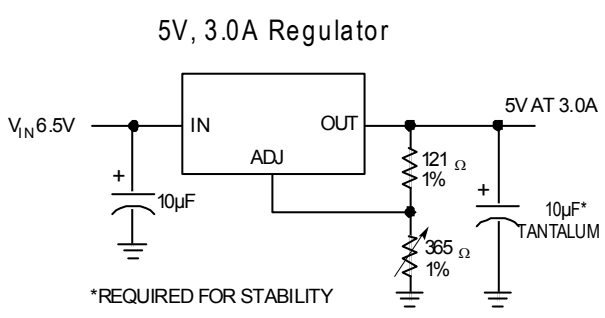 5V, 3.0A Regulator
V_IN 6.5V
IN
OUT
ADJ
5V AT 3.0A
+
10µF
121 Ω
1%
365 Ω
1%
+
10µF*
TANTALUM
*REQUIRED FOR STABILITY